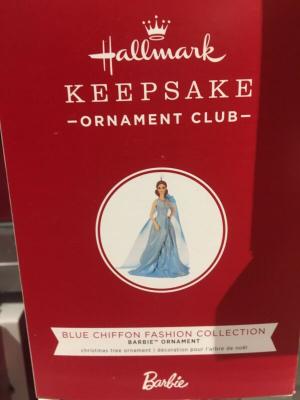 Hallmark
KEEPSAKE
—ORNAMENT CLUB—
BLUE CHIFFON FASHION COLLECTION
BARBIE™ ORNAMENT
christmas tree ornament | décoration pour l'arbre de noël
Barbie